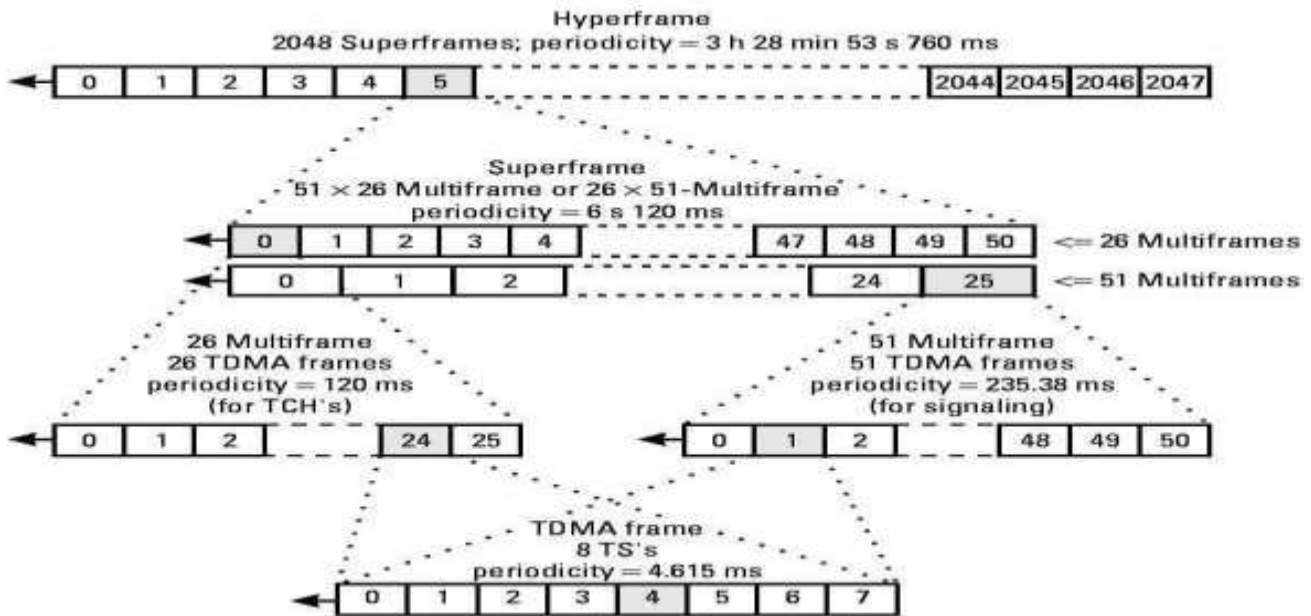 Hyperframe
2048 Superframes; periodicity = 3 h 28 min 53 s 760 ms
0 1 2 3 4 5 2044 2045 2046 2047
Superframe
51 × 26 Multiframe or 26 × 51-Multiframe
periodicity = 6 s 120 ms
0 1 2 3 4 47 48 49 50 <= 26 Multiframes
0 1 2 24 25 <= 51 Multiframes
26 Multiframe
26 TDMA frames
periodicity = 120 ms
(for TCH's)
51 Multiframe
51 TDMA frames
periodicity = 235.38 ms
(for signaling)
0 1 2 24 25
0 1 2 48 49 50
TDMA frame
8 TS's
periodicity = 4.615 ms
0 1 2 3 4 5 6 7